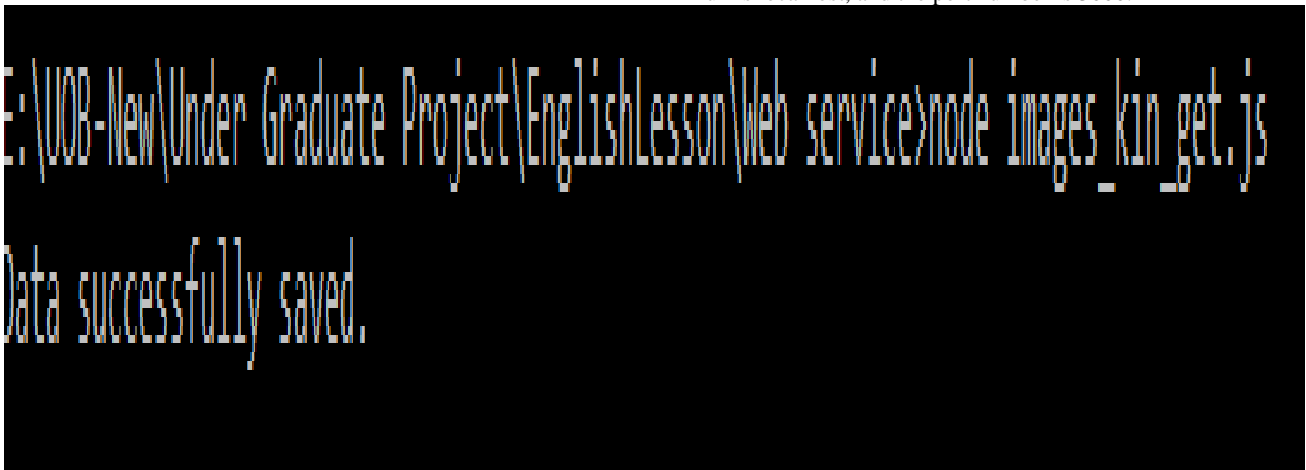 E:\UOB-New\Under Graduate Project\EnglishLesson\Web service>node images_kin_get.js
Data successfully saved.